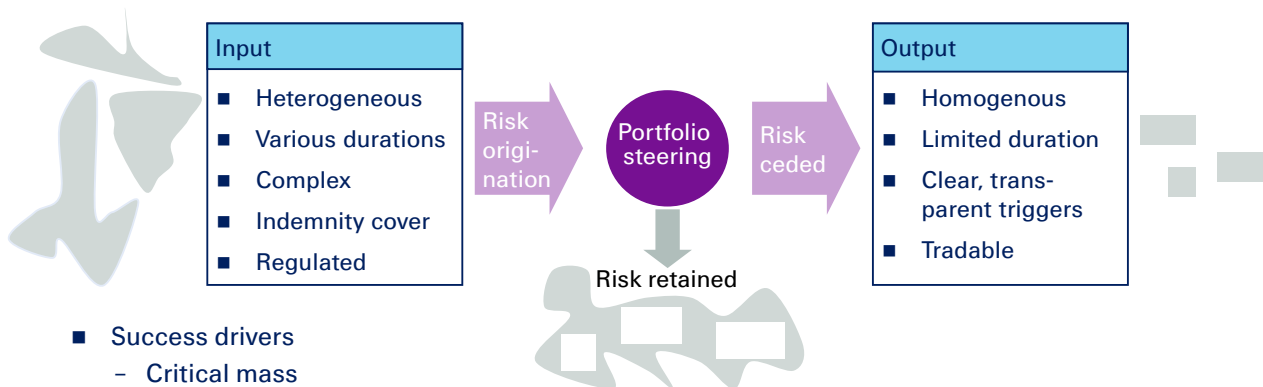 Input
■ Heterogeneous
■ Various durations
■ Complex
■ Indemnity cover
■ Regulated
Risk
origi-
nation
Portfolio
steering
Risk
ceded
Output
■ Homogenous
■ Limited duration
■ Clear, trans-
parent triggers
■ Tradable
Risk retained
■ Success drivers
– Critical mass